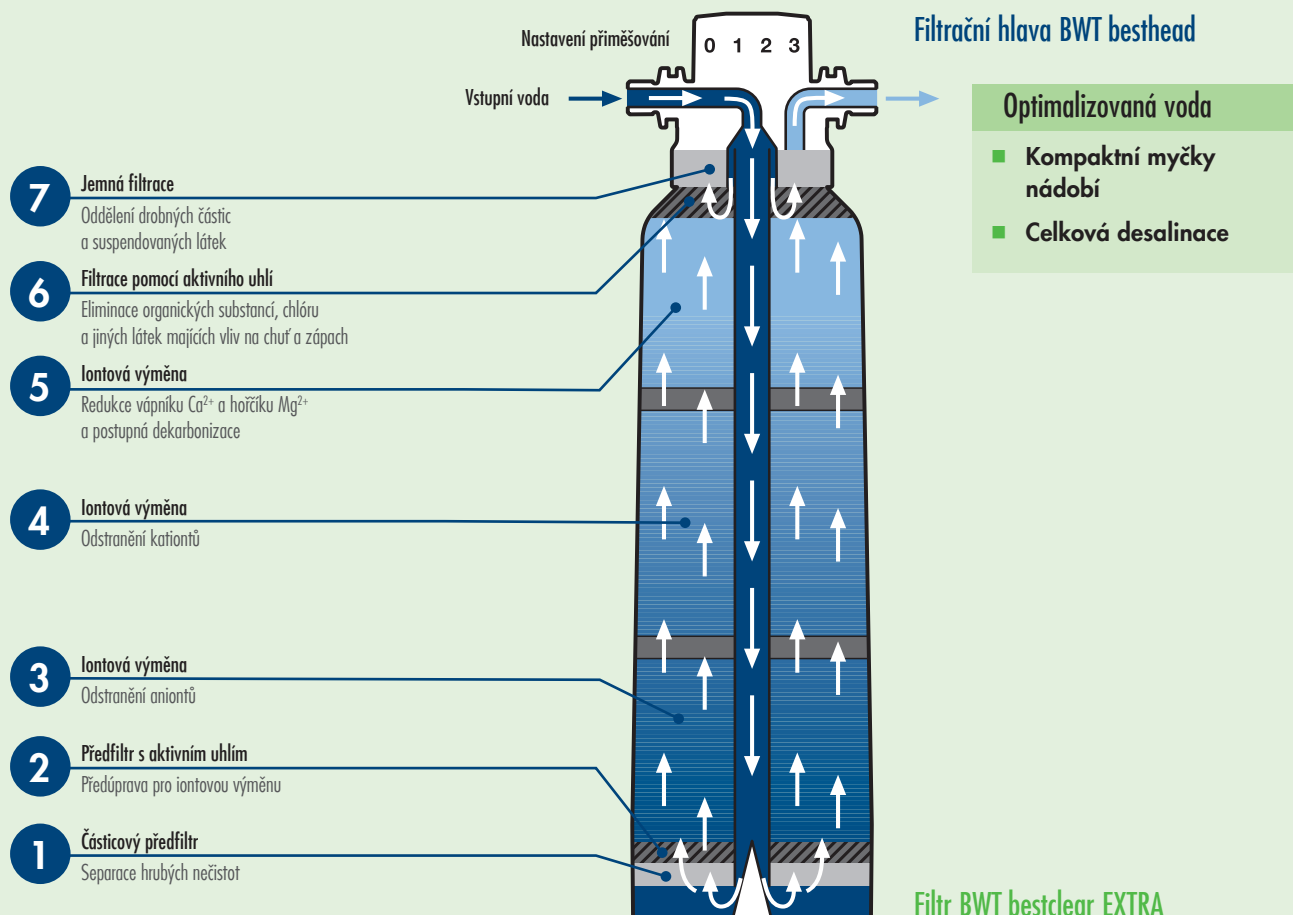 Filtrační hlava BWT besthead
Nastavení přiměšování
0 1 2 3
Vstupní voda
Optimalizovaná voda
Kompaktní myčky
nádobí
Celková desalinace
7
Jemná filtrace
Oddělení drobných částic
a suspendovaných látek
6
Filtrace pomocí aktivního uhlí
Eliminace organických substancí, chlóru
a jiných látek majících vliv na chuť a zápach
5
Iontová výměna
Redukce vápníku Ca²⁺ a hořčíku Mg²⁺
a postupná dekarbonizace
4
Iontová výměna
Odstranění kationtů
3
Iontová výměna
Odstranění aniontů
2
Předfiltr s aktivním uhlím
Předúprava pro iontovou výměnu
1
Částicový předfiltr
Separace hrubých nečistot
Filtr BWT bestclear EXTRA